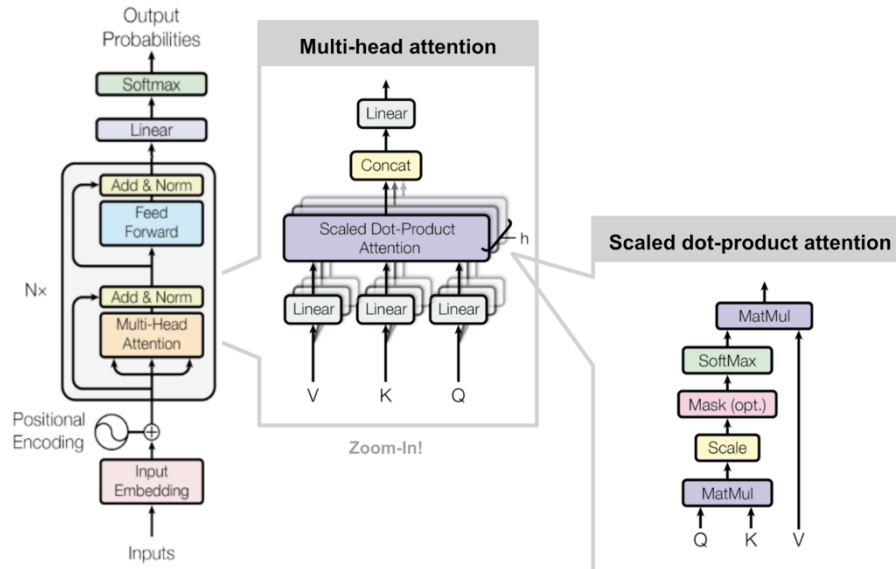 Output
Probabilities
Softmax
Linear
Add & Norm
Feed
Forward
Nx
Add & Norm
Multi-Head
Attention
Positional
Encoding
Input
Embedding
Inputs
Multi-head attention
Linear
Concat
Scaled Dot-Product
Attention
h
Linear
Linear
Linear
V
K
Q
Zoom-In!
Scaled dot-product attention
MatMul
SoftMax
Mask (opt.)
Scale
MatMul
Q
K
V